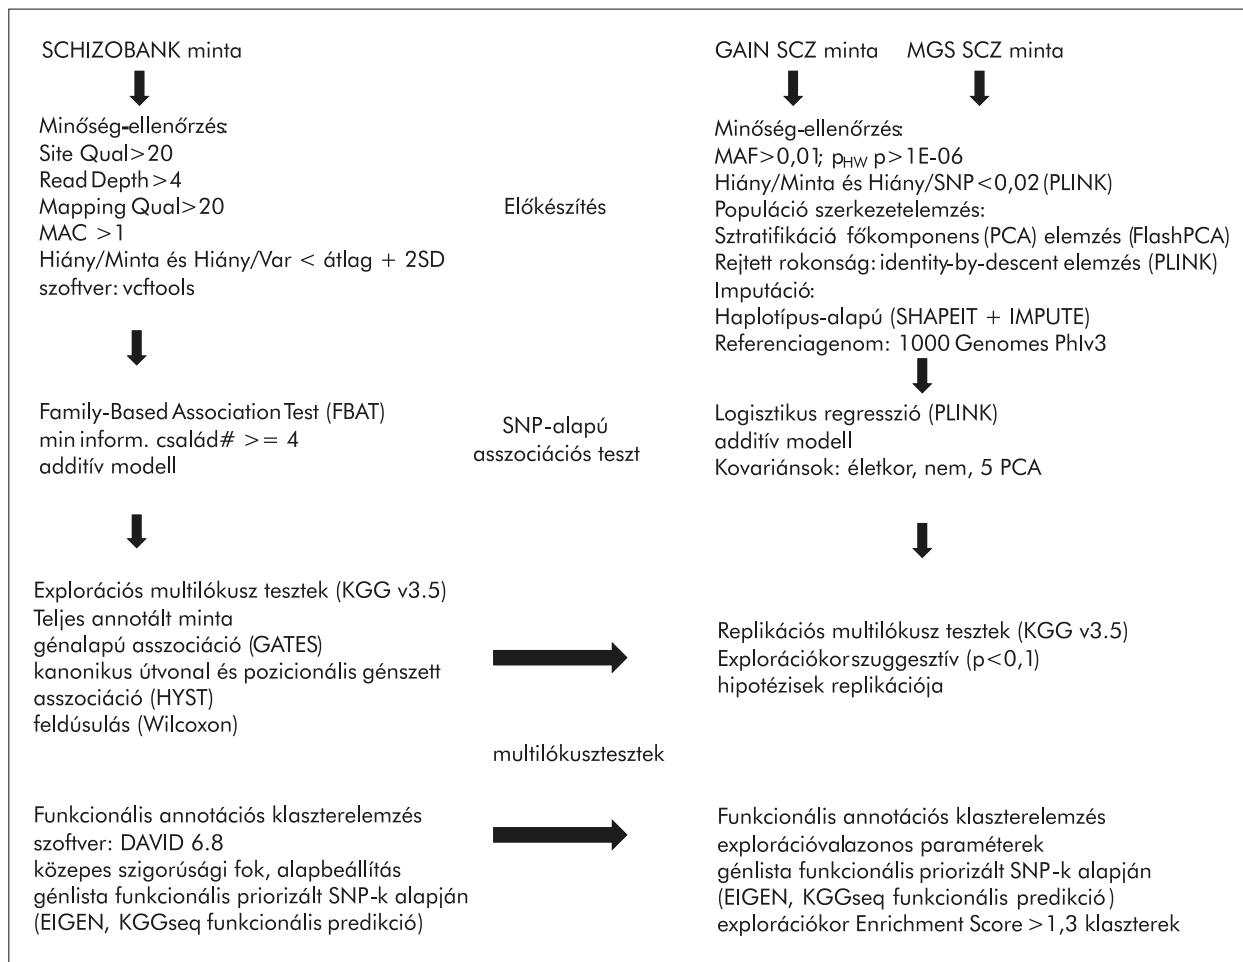 SCHIZOBANK minta
GAIN SCZ minta
MGS SCZ minta
Minőség-ellenőrzés:
Site Qual>20
Read Depth>4
Mapping Qual>20
MAC >1
Hiány/Minta és Hiány/Var < átlag + 2SD
szoftver: vcftools
Előkészítés
Minőség-ellenőrzés:
MAF>0,01; pHW p>1E-06
Hiány/Minta és Hiány/SNP<0,02 (PLINK)
Populáció szerkezetelemzés:
Sztratifikáció főkomponens (PCA) elemzés (FlashPCA)
Rejtett rokonság: identity-by-descent elemzés (PLINK)
Imputáció:
Haplotípus-alapú (SHAPEIT + IMPUTE)
Referenciagenom: 1000 Genomes PhIv3
Family-Based Association Test (FBAT)
min inform. család# >= 4
additív modell
SNP-alapú
asszociációs teszt
Logisztikus regresszió (PLINK)
additív modell
Kovariánsok: életkor, nem, 5 PCA
Explorációs multilókusz tesztek (KGG v3.5)
Teljes annotált minta
génalapú asszociáció (GATES)
kanonikus útvonal és pozicionális génszett
asszociáció (HYST)
feldúsulás (Wilcoxon)
Replikációs multilókusz tesztek (KGG v3.5)
Explorációkorszuggesztív (p<0,1)
hipotézisek replikációja
multilókusztesztek
Funkcionális annotációs klaszterelemzés
szoftver: DAVID 6.8
közepes szigorúsági fok, alapbeállítás
génlista funkcionális priorizált SNP-k alapján
(EIGEN, KGGseq funkcionális predikció)
Funkcionális annotációs klaszterelemzés
explorációvalazonos paraméterek
génlista funkcionális priorizált SNP-k alapján
(EIGEN, KGGseq funkcionális predikció)
explorációkor Enrichment Score >1,3 klaszterek